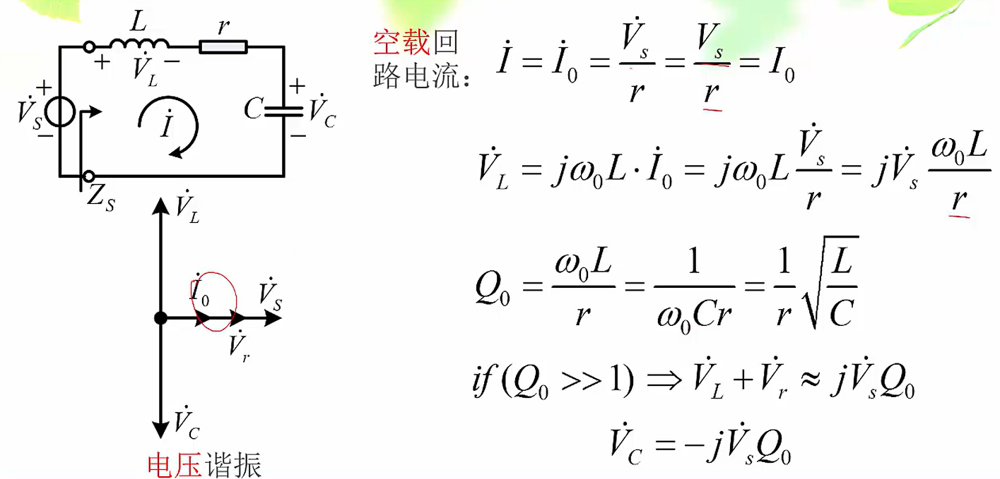 L
r
+ V̇_L −
+
V̇_S
−
İ
C
+
V̇_C
−
Z_S
V̇_L
İ_0
V̇_S
V̇_r
V̇_C
电压谐振
空载回
路电流：
İ = İ_0 = V̇_s / r = V_s / r = I_0
V̇_L = jω_0L · İ_0 = jω_0L V̇_s / r = jV̇_s ω_0L / r
Q_0 = ω_0L / r = 1 / ω_0Cr = 1 / r √(L / C)
if (Q_0 >> 1) ⇒ V̇_L + V̇_r ≈ jV̇_sQ_0
V̇_C = −jV̇_sQ_0